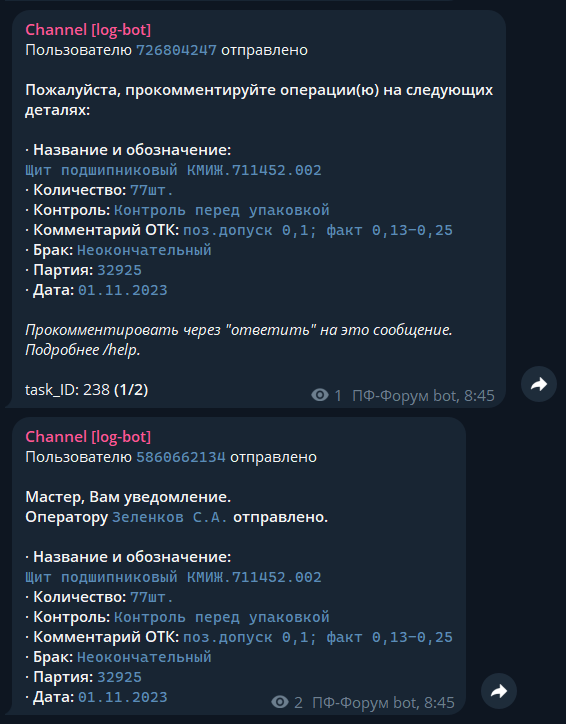 Channel [log-bot]
Пользователю 726804247 отправлено
Пожалуйста, прокомментируйте операции(ю) на следующих
деталях:
· Название и обозначение:
Щит подшипниковый КМИЖ.711452.002
· Количество: 77шт.
· Контроль: Контроль перед упаковкой
· Комментарий ОТК: поз.допуск 0,1; факт 0,13-0,25
· Брак: Неокончательный
· Партия: 32925
· Дата: 01.11.2023
Прокомментировать через "ответить" на это сообщение.
Подробнее /help.
task_ID: 238 (1/2)
1 ПФ-Форум bot, 8:45
Channel [log-bot]
Пользователю 5860662134 отправлено
Мастер, Вам уведомление.
Оператору Зеленков С.А. отправлено.
· Название и обозначение:
Щит подшипниковый КМИЖ.711452.002
· Количество: 77шт.
· Контроль: Контроль перед упаковкой
· Комментарий ОТК: поз.допуск 0,1; факт 0,13-0,25
· Брак: Неокончательный
· Партия: 32925
· Дата: 01.11.2023
2 ПФ-Форум bot, 8:45